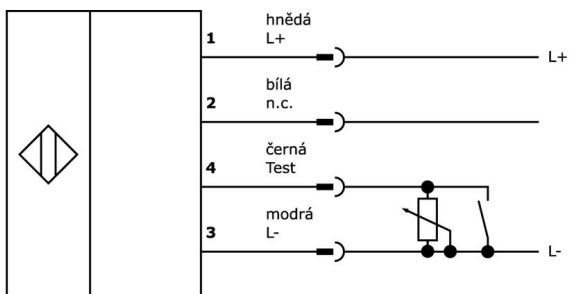 hnědá
1 L+ L+
bílá
2 n.c.
černá
4 Test
modrá
3 L- L-